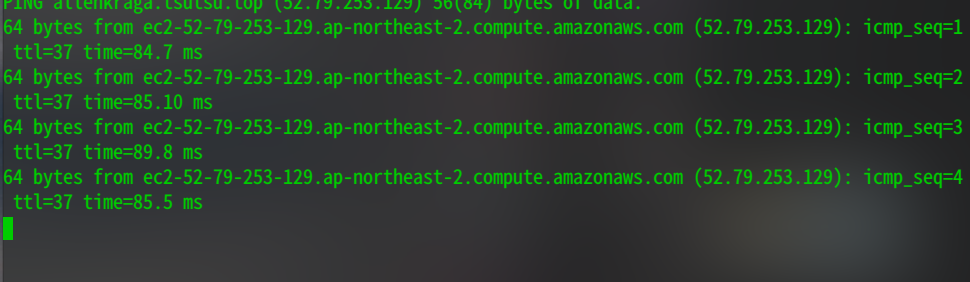 PING allenkraga.tsutsu.top (52.79.253.129) 56(84) bytes of data.
64 bytes from ec2-52-79-253-129.ap-northeast-2.compute.amazonaws.com (52.79.253.129): icmp_seq=1
ttl=37 time=84.7 ms
64 bytes from ec2-52-79-253-129.ap-northeast-2.compute.amazonaws.com (52.79.253.129): icmp_seq=2
ttl=37 time=85.10 ms
64 bytes from ec2-52-79-253-129.ap-northeast-2.compute.amazonaws.com (52.79.253.129): icmp_seq=3
ttl=37 time=89.8 ms
64 bytes from ec2-52-79-253-129.ap-northeast-2.compute.amazonaws.com (52.79.253.129): icmp_seq=4
ttl=37 time=85.5 ms